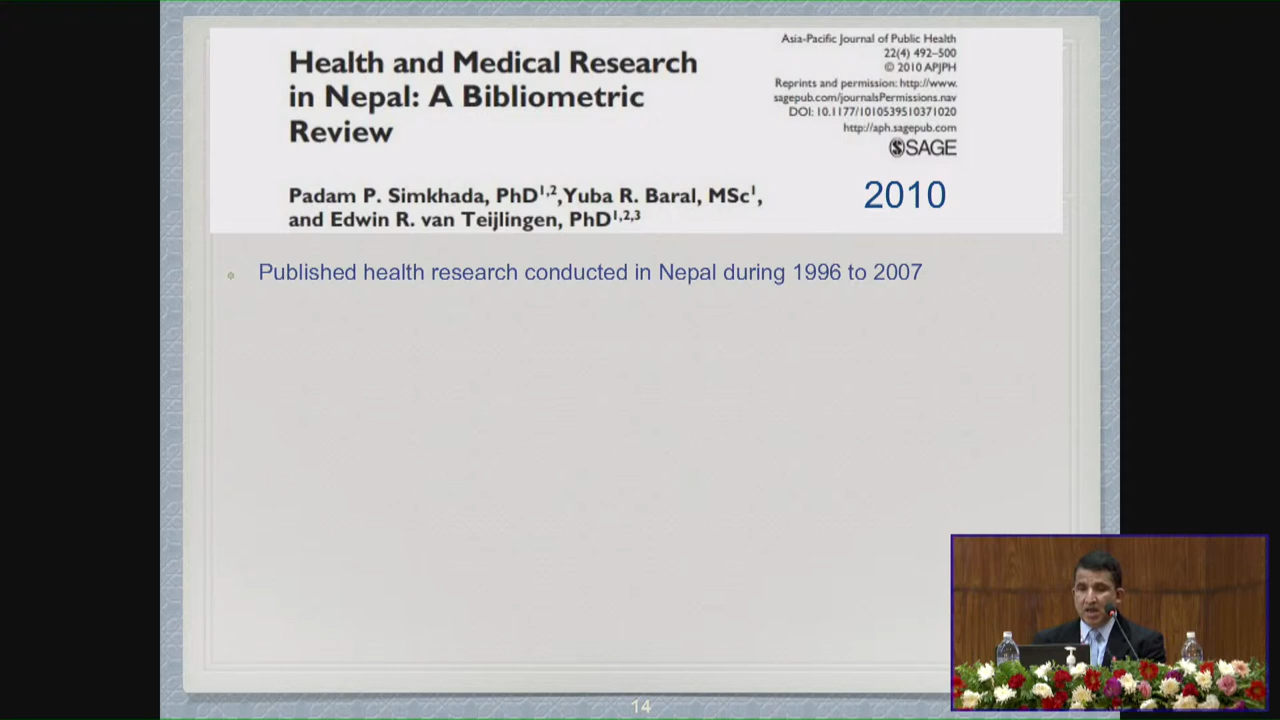 Health and Medical Research
in Nepal: A Bibliometric
Review
Asia-Pacific Journal of Public Health
22(4) 492–500
© 2010 APJPH
Reprints and permission: http://www.
sagepub.com/journalsPermissions.nav
DOI: 10.1177/1010539510371020
http://aph.sagepub.com
SAGE
Padam P. Simkhada, PhD1,2,Yuba R. Baral, MSc1,
and Edwin R. van Teijlingen, PhD1,2,3
2010
Published health research conducted in Nepal during 1996 to 2007
14